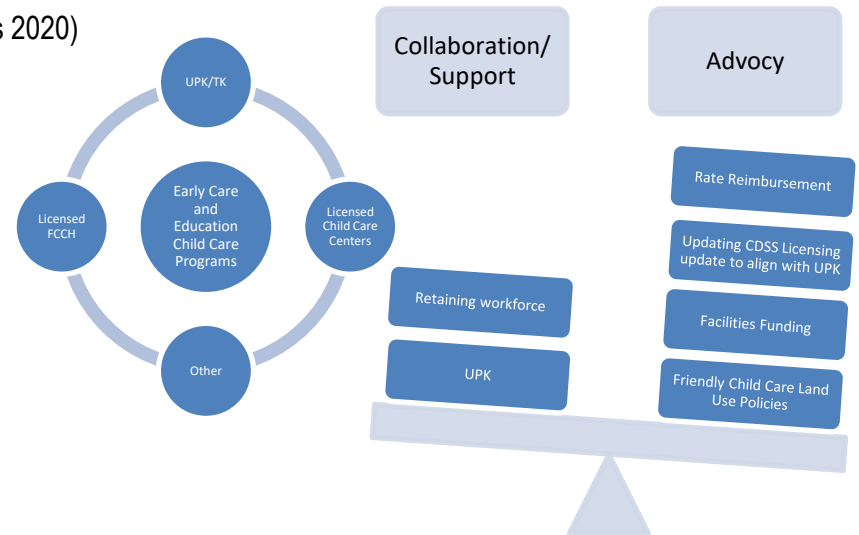 s 2020)
UPK/TK
Early Care
and
Education
Child Care
Programs
Licensed
FCCH
Licensed
Child Care
Centers
Other
Collaboration/
Support
Advocy
Retaining workforce
UPK
Rate Reimbursement
Updating CDSS Licensing
update to align with UPK
Facilities Funding
Friendly Child Care Land
Use Policies